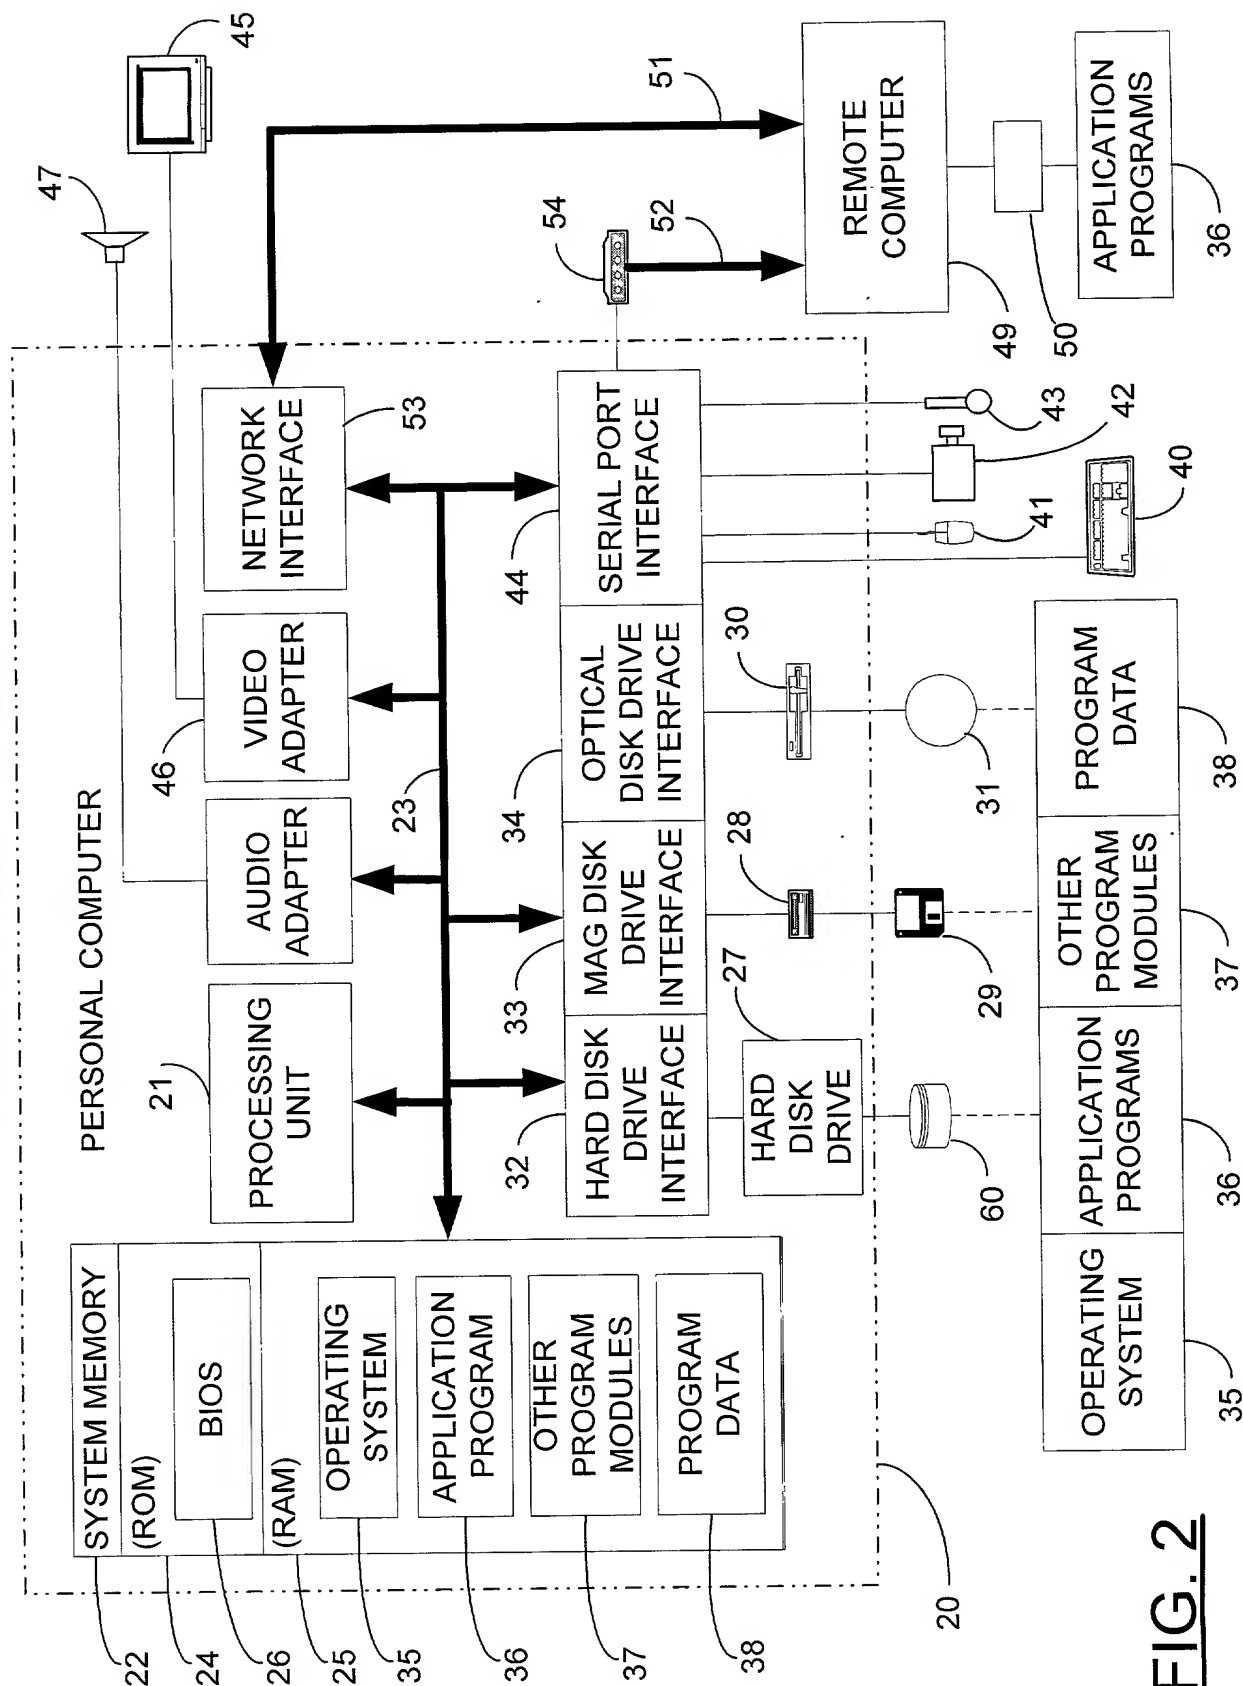 PERSONAL COMPUTER
22
SYSTEM MEMORY
24
(ROM)
26
BIOS
25
(RAM)
35
OPERATING
SYSTEM
36
APPLICATION
PROGRAM
37
OTHER
PROGRAM
MODULES
38
PROGRAM
DATA
20
21
PROCESSING
UNIT
AUDIO
ADAPTER
46
VIDEO
ADAPTER
NETWORK
INTERFACE
53
47
45
23
32
HARD DISK
DRIVE
INTERFACE
33
MAG DISK
DRIVE
INTERFACE
34
OPTICAL
DISK DRIVE
INTERFACE
44
SERIAL PORT
INTERFACE
54
52
51
HARD
DISK
DRIVE
27
28
30
60
29
31
41
42
43
40
REMOTE
COMPUTER
49
50
APPLICATION
PROGRAMS
36
OPERATING
SYSTEM
35
APPLICATION
PROGRAMS
36
OTHER
PROGRAM
MODULES
37
PROGRAM
DATA
38
FIG. 2